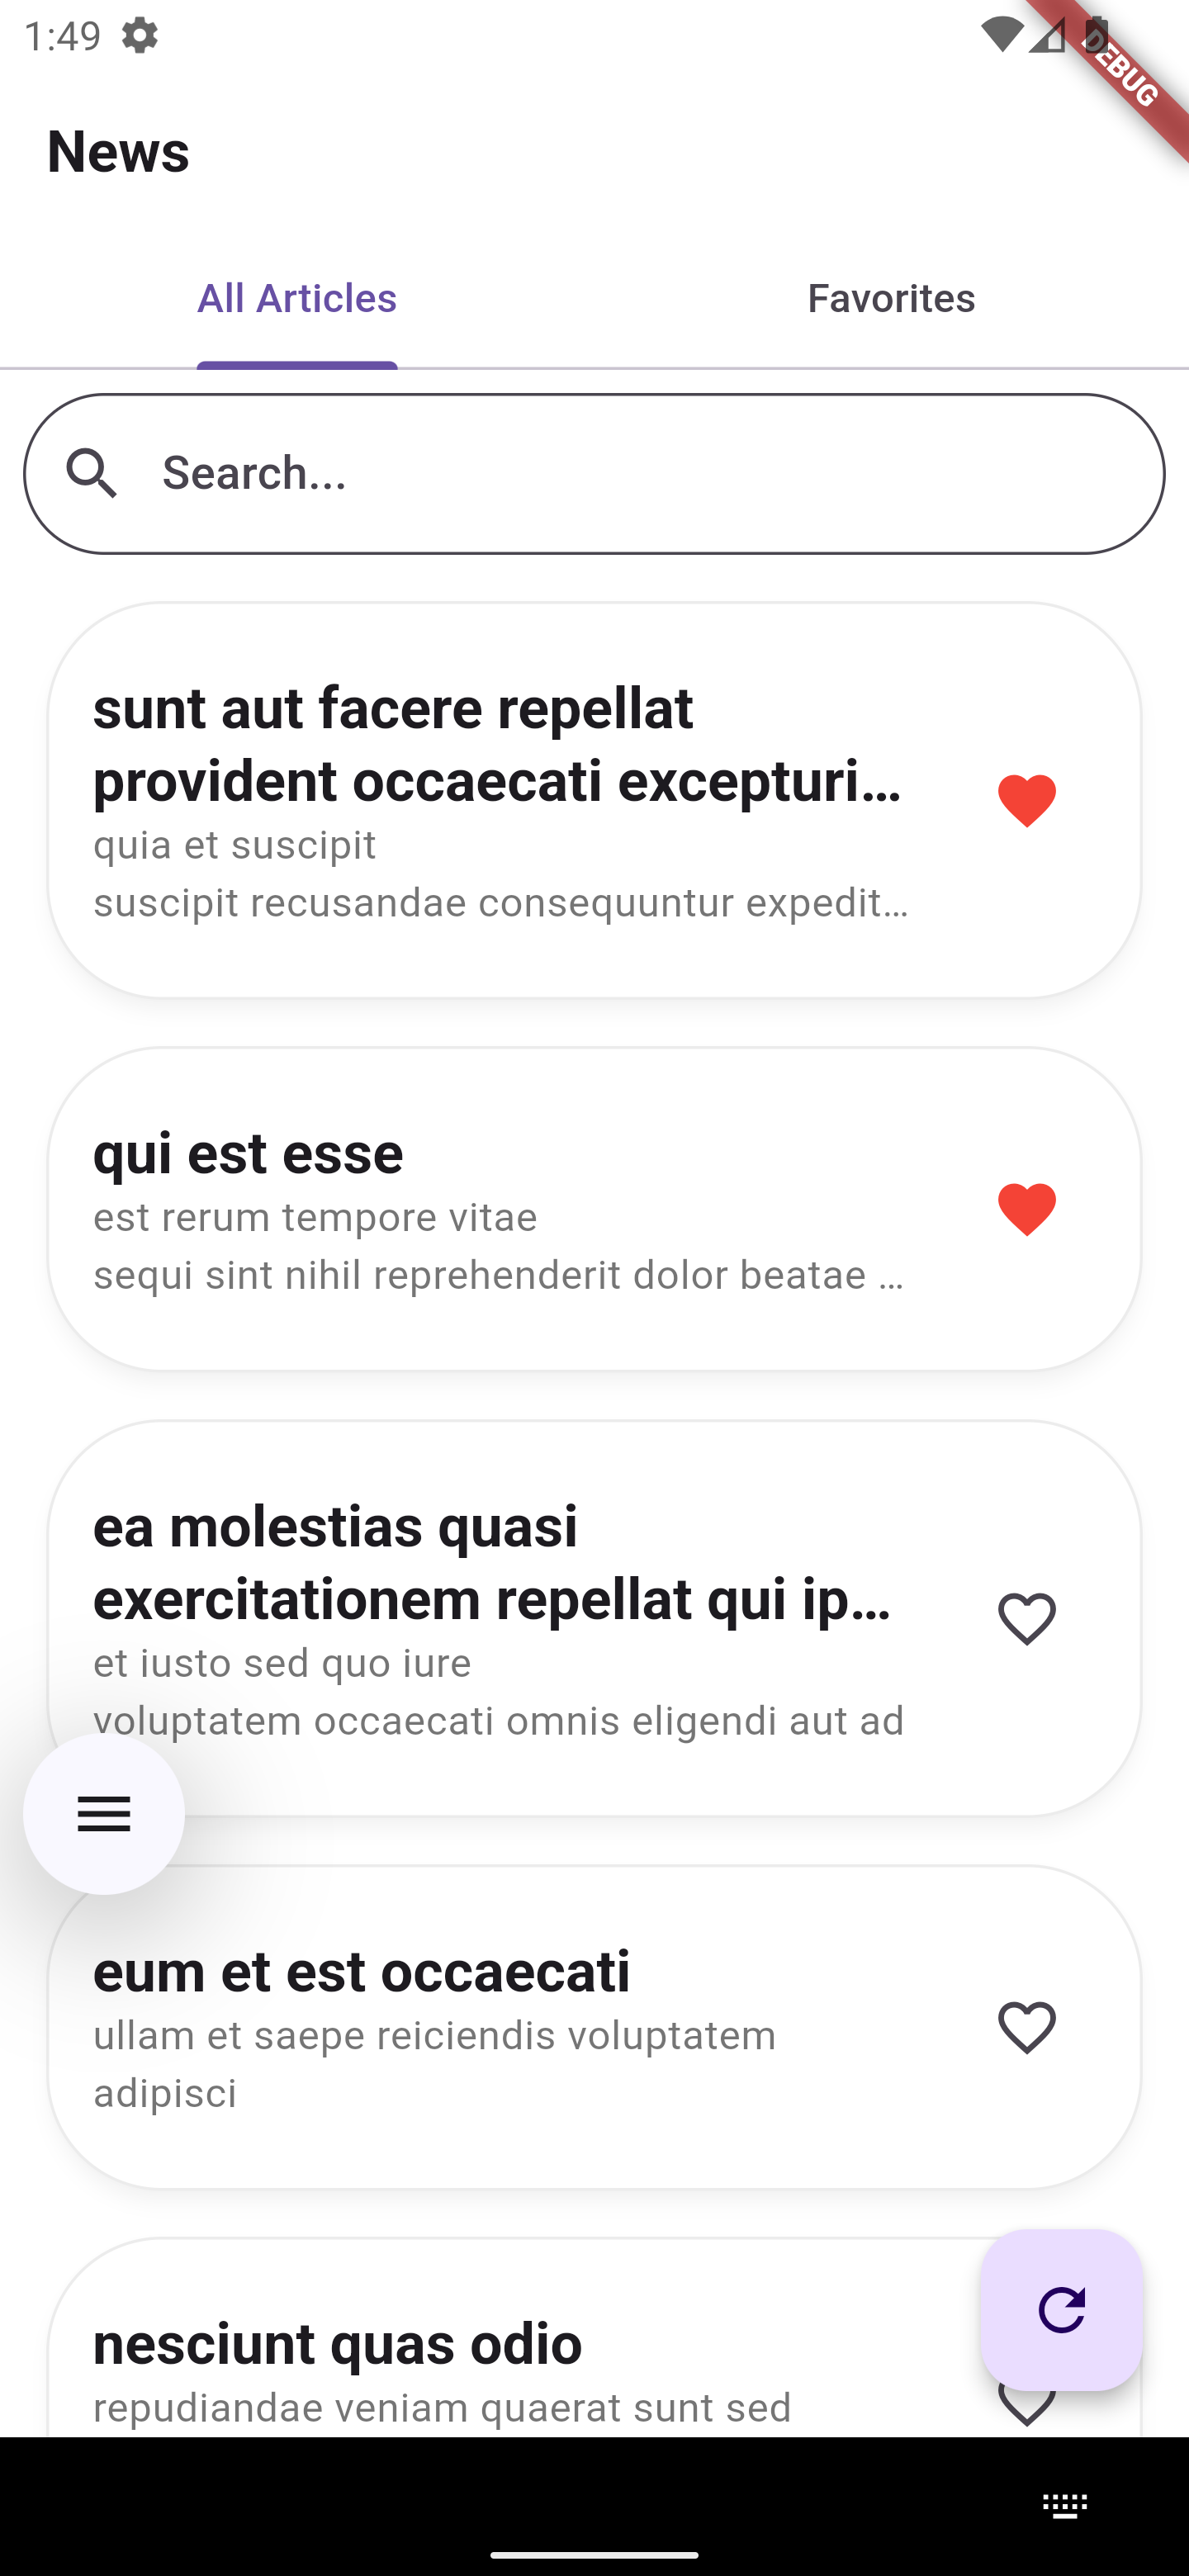 1:49
DEBUG
News
All Articles
Favorites
Search...
sunt aut facere repellat
provident occaecati excepturi…
quia et suscipit
suscipit recusandae consequuntur expedit…
qui est esse
est rerum tempore vitae
sequi sint nihil reprehenderit dolor beatae …
ea molestias quasi
exercitationem repellat qui ip…
et iusto sed quo iure
voluptatem occaecati omnis eligendi aut ad
eum et est occaecati
ullam et saepe reiciendis voluptatem
adipisci
nesciunt quas odio
repudiandae veniam quaerat sunt sed